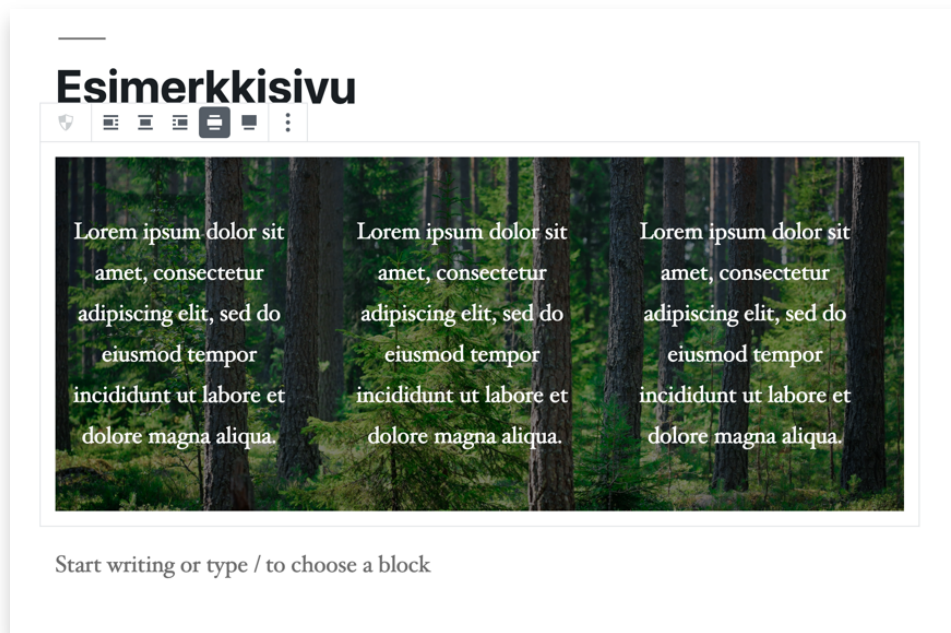 Esimerkkisivu
Lorem ipsum dolor sit
amet, consectetur
adipiscing elit, sed do
eiusmod tempor
incididunt ut labore et
dolore magna aliqua.
Lorem ipsum dolor sit
amet, consectetur
adipiscing elit, sed do
eiusmod tempor
incididunt ut labore et
dolore magna aliqua.
Lorem ipsum dolor sit
amet, consectetur
adipiscing elit, sed do
eiusmod tempor
incididunt ut labore et
dolore magna aliqua.
Start writing or type / to choose a block